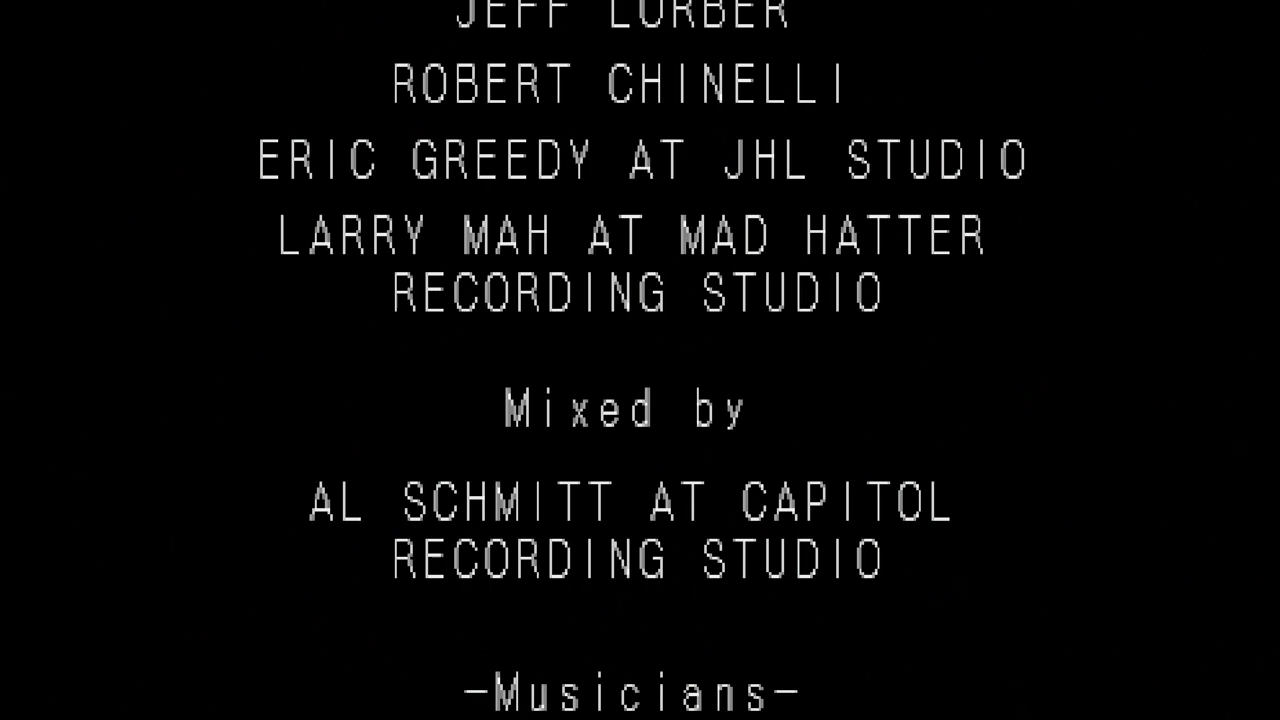 JEFF LORBER
ROBERT CHINELLI
ERIC GREEDY AT JHL STUDIO
LARRY MAH AT MAD HATTER
RECORDING STUDIO
Mixed by
AL SCHMITT AT CAPITOL
RECORDING STUDIO
-Musicians-